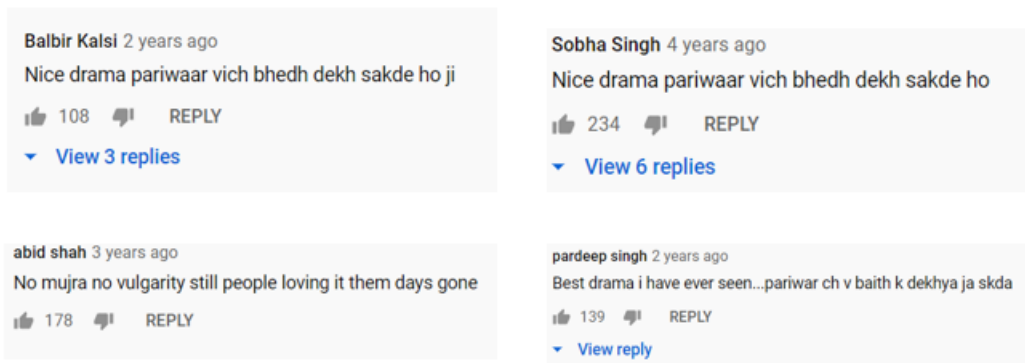 Balbir Kalsi 2 years ago
Nice drama pariwaar vich bhedh dekh sakde ho ji
108 REPLY
View 3 replies
Sobha Singh 4 years ago
Nice drama pariwaar vich bhedh dekh sakde ho
234 REPLY
View 6 replies
abid shah 3 years ago
No mujra no vulgarity still people loving it them days gone
178 REPLY
pardeep singh 2 years ago
Best drama i have ever seen...pariwar ch v baith k dekhya ja skda
139 REPLY
View reply